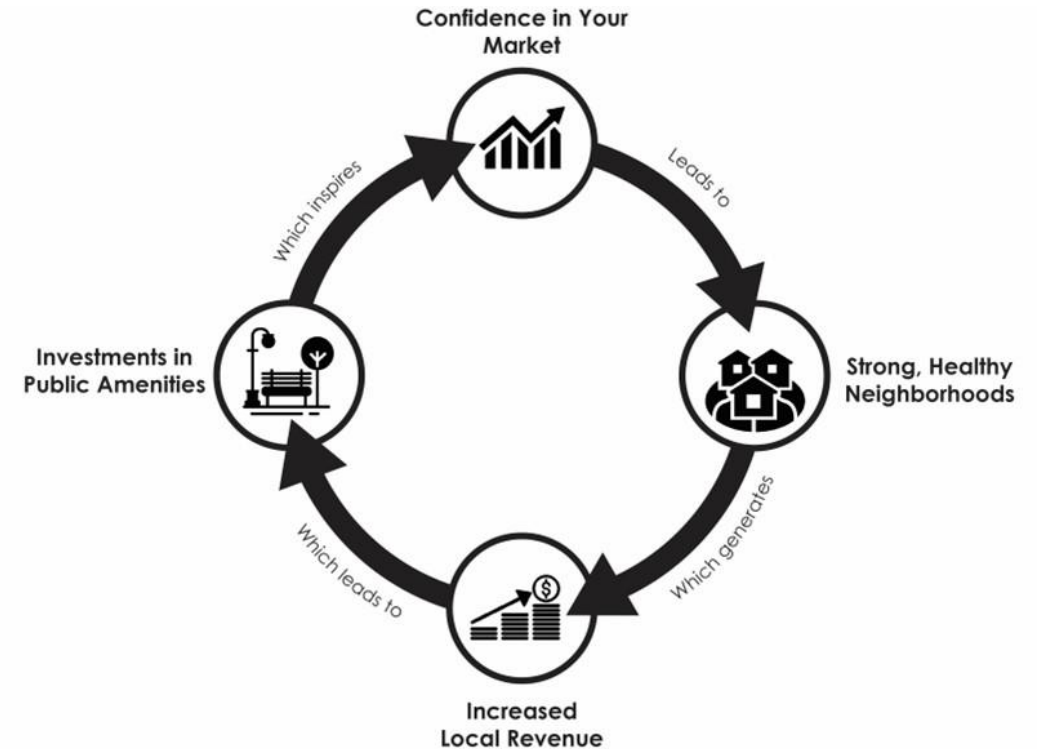 Confidence in Your
Market
Leads to
Strong, Healthy
Neighborhoods
Which generates
$
Increased
Local Revenue
Which leads to
Investments in
Public Amenities
Which inspires